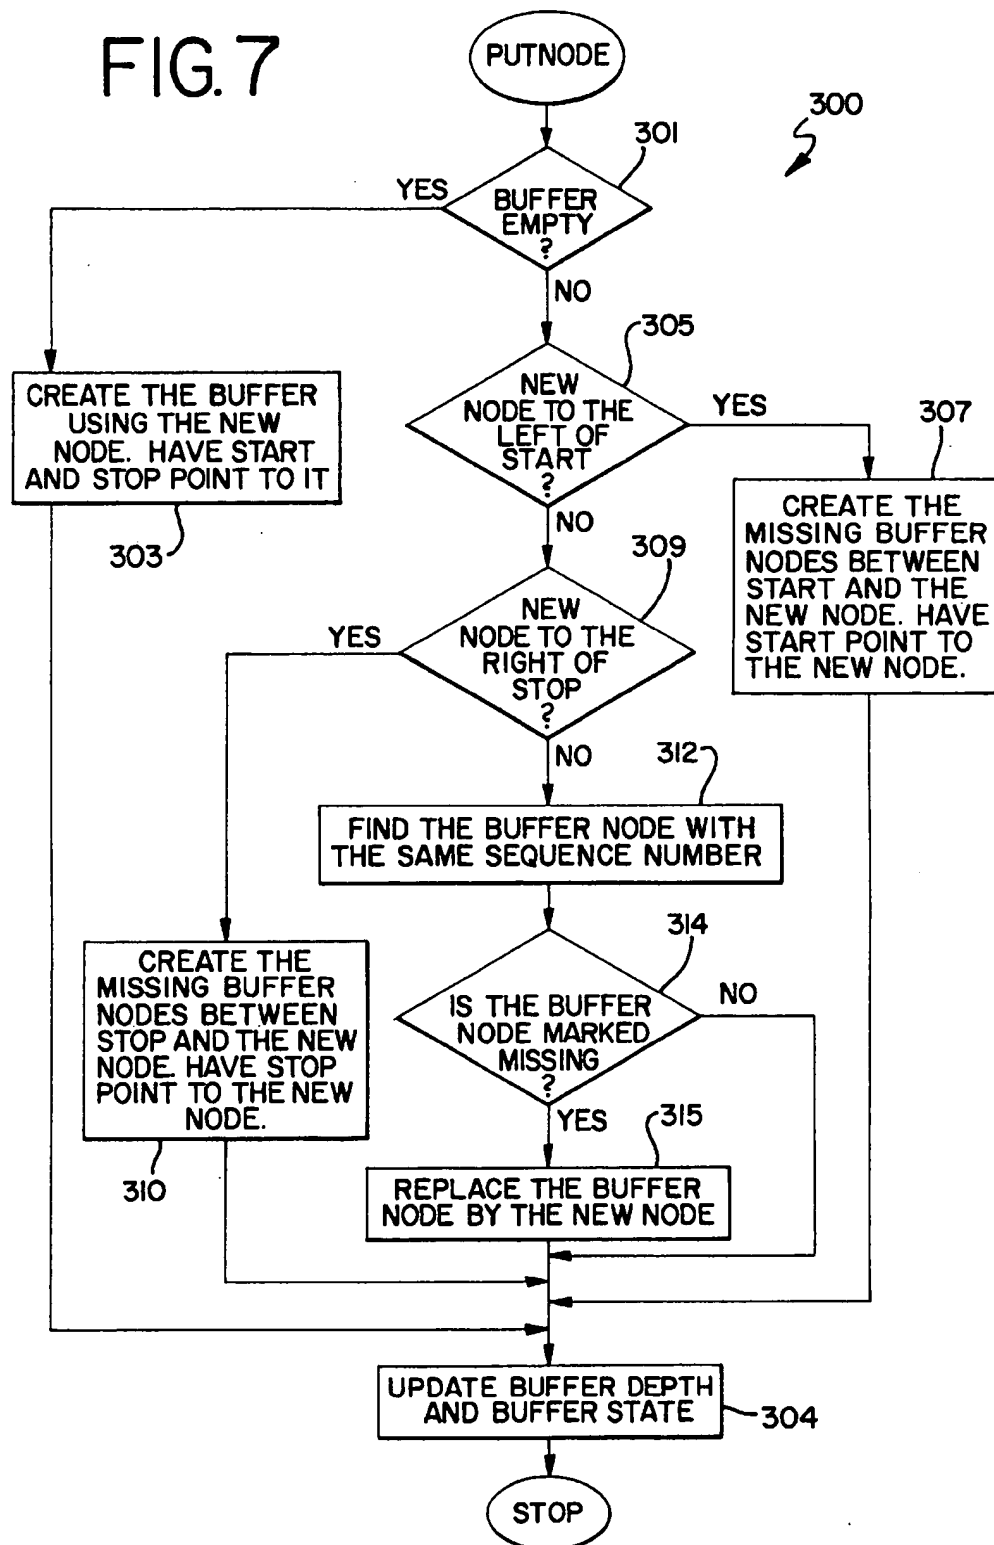 FIG. 7
PUTNODE
300
301
YES
BUFFER
EMPTY
?
NO
305
CREATE THE BUFFER
USING THE NEW
NODE. HAVE START
AND STOP POINT TO IT
303
NEW
NODE TO THE
LEFT OF
START
?
YES
NO
307
CREATE THE
MISSING BUFFER
NODES BETWEEN
START AND THE
NEW NODE. HAVE
START POINT TO
THE NEW NODE.
309
YES
NEW
NODE TO THE
RIGHT OF
STOP
?
NO
312
FIND THE BUFFER NODE WITH
THE SAME SEQUENCE NUMBER
314
CREATE THE
MISSING BUFFER
NODES BETWEEN
STOP AND THE NEW
NODE. HAVE STOP
POINT TO THE NEW
NODE.
310
IS THE BUFFER
NODE MARKED
MISSING
?
NO
YES
315
REPLACE THE BUFFER
NODE BY THE NEW NODE
UPDATE BUFFER DEPTH
AND BUFFER STATE
304
STOP